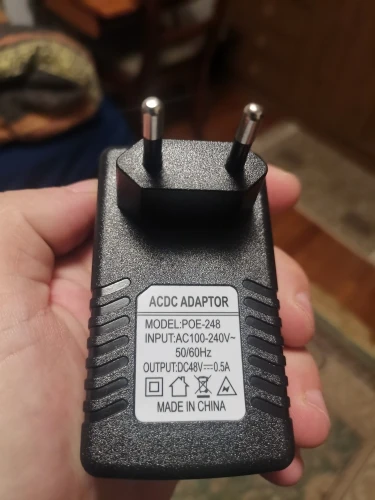 ACDC ADAPTOR
MODEL:POE-248
INPUT:AC100-240V~
50/60Hz
OUTPUT:DC48V⎓0.5A
MADE IN CHINA